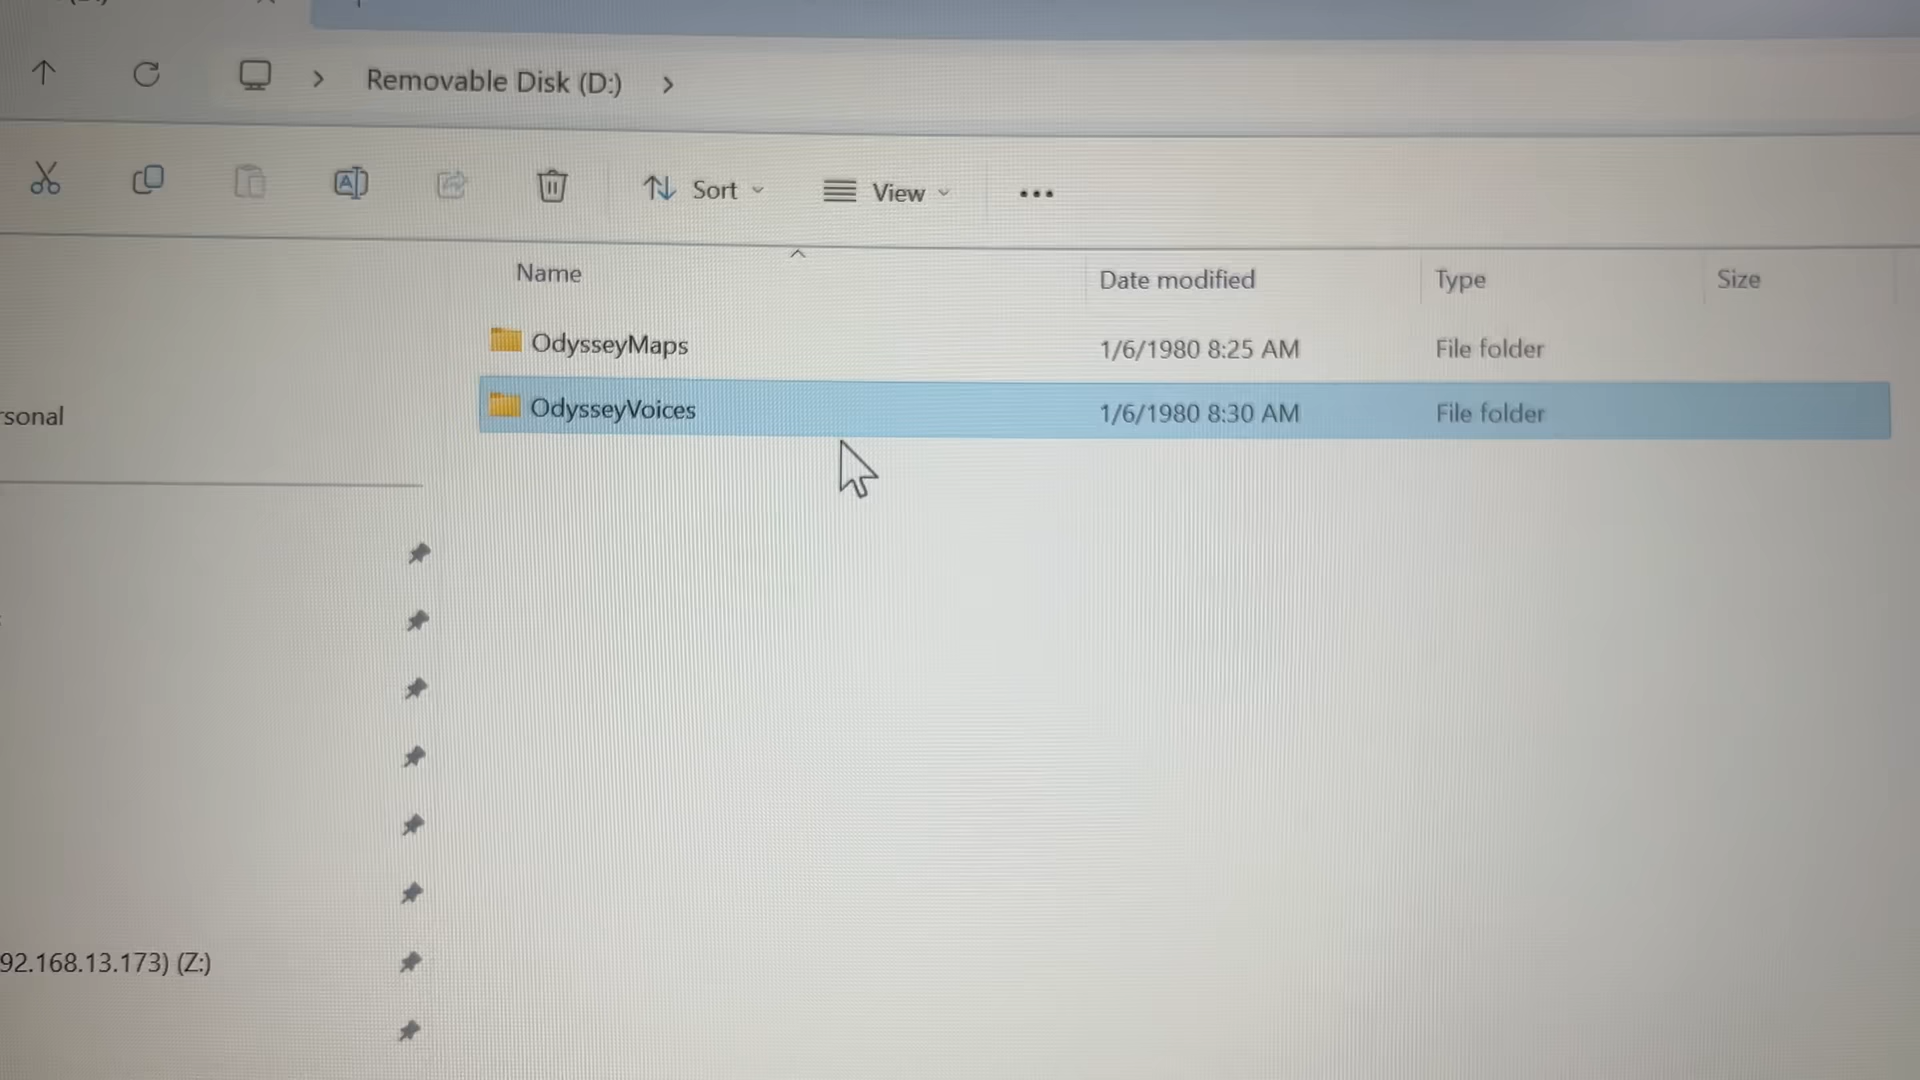 Removable Disk (D:)
Sort
View
Name
Date modified
Type
Size
OdysseyMaps
1/6/1980 8:25 AM
File folder
OdysseyVoices
1/6/1980 8:30 AM
File folder
rsonal
92.168.13.173) (Z:)